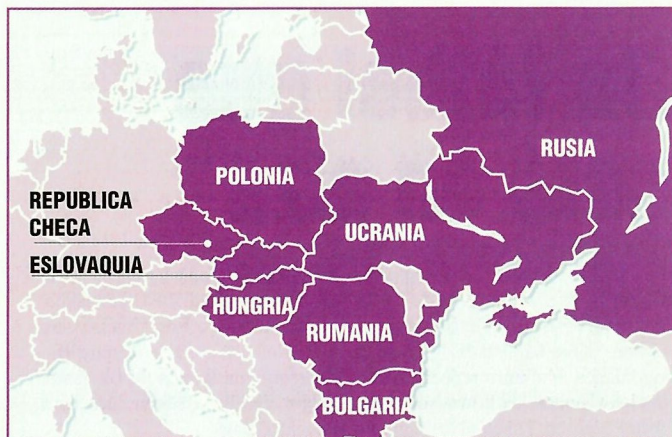 RUSIA
POLONIA
REPUBLICA
CHECA
UCRANIA
ESLOVAQUIA
HUNGRIA
RUMANIA
BULGARIA